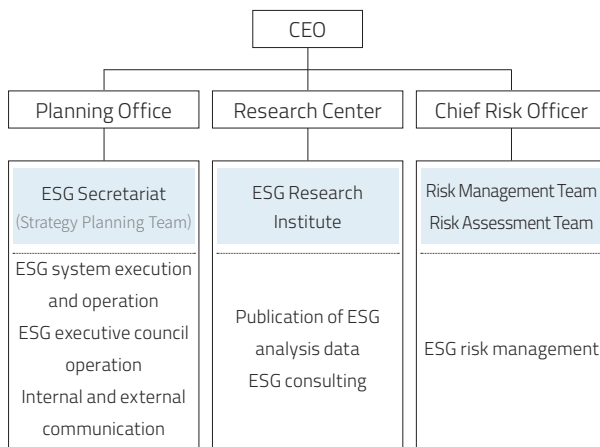 CEO
Planning Office
Research Center
Chief Risk Officer
ESG Secretariat
(Strategy Planning Team)
ESG system execution
and operation
ESG executive council
operation
Internal and external
communication
ESG Research
Institute
Publication of ESG
analysis data
ESG consulting
Risk Management Team
Risk Assessment Team
ESG risk management